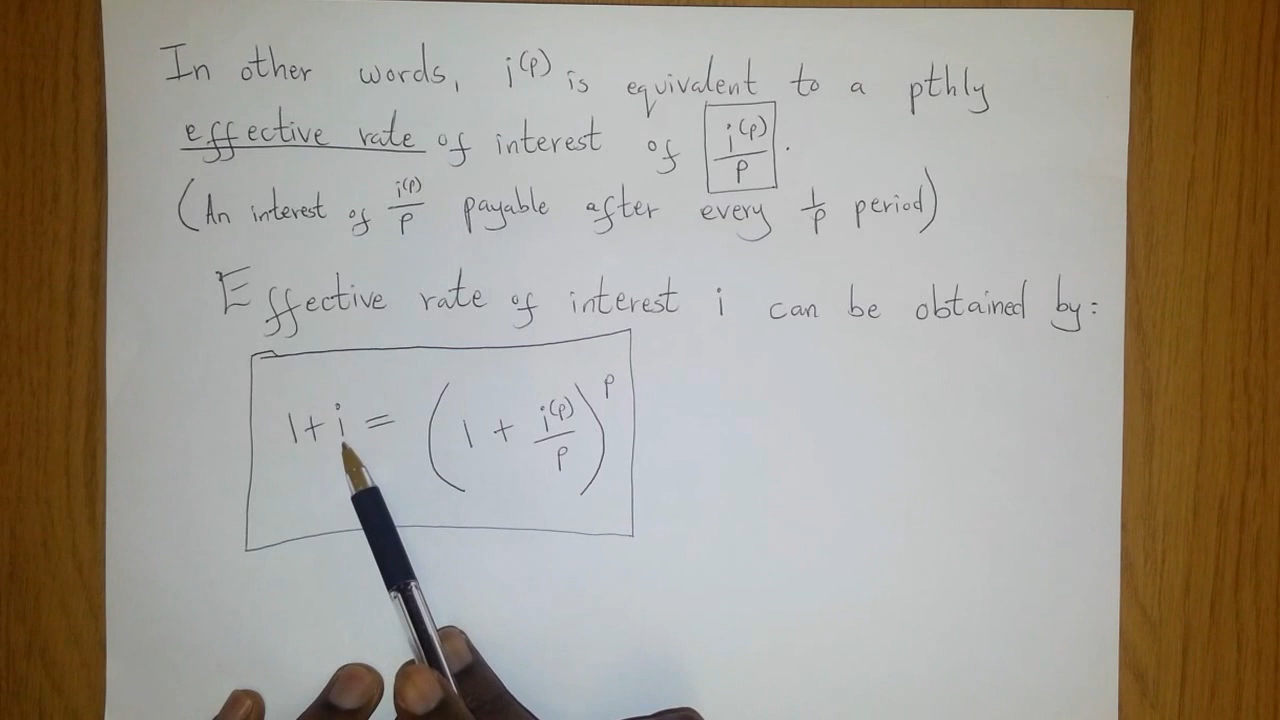 In other words, i^(p) is equivalent to a pthly
effective rate of interest of i^(p)/p.
(An interest of i^(p)/p payable after every 1/p period)
Effective rate of interest i can be obtained by:
1+i = (1 + i^(p)/p)^p